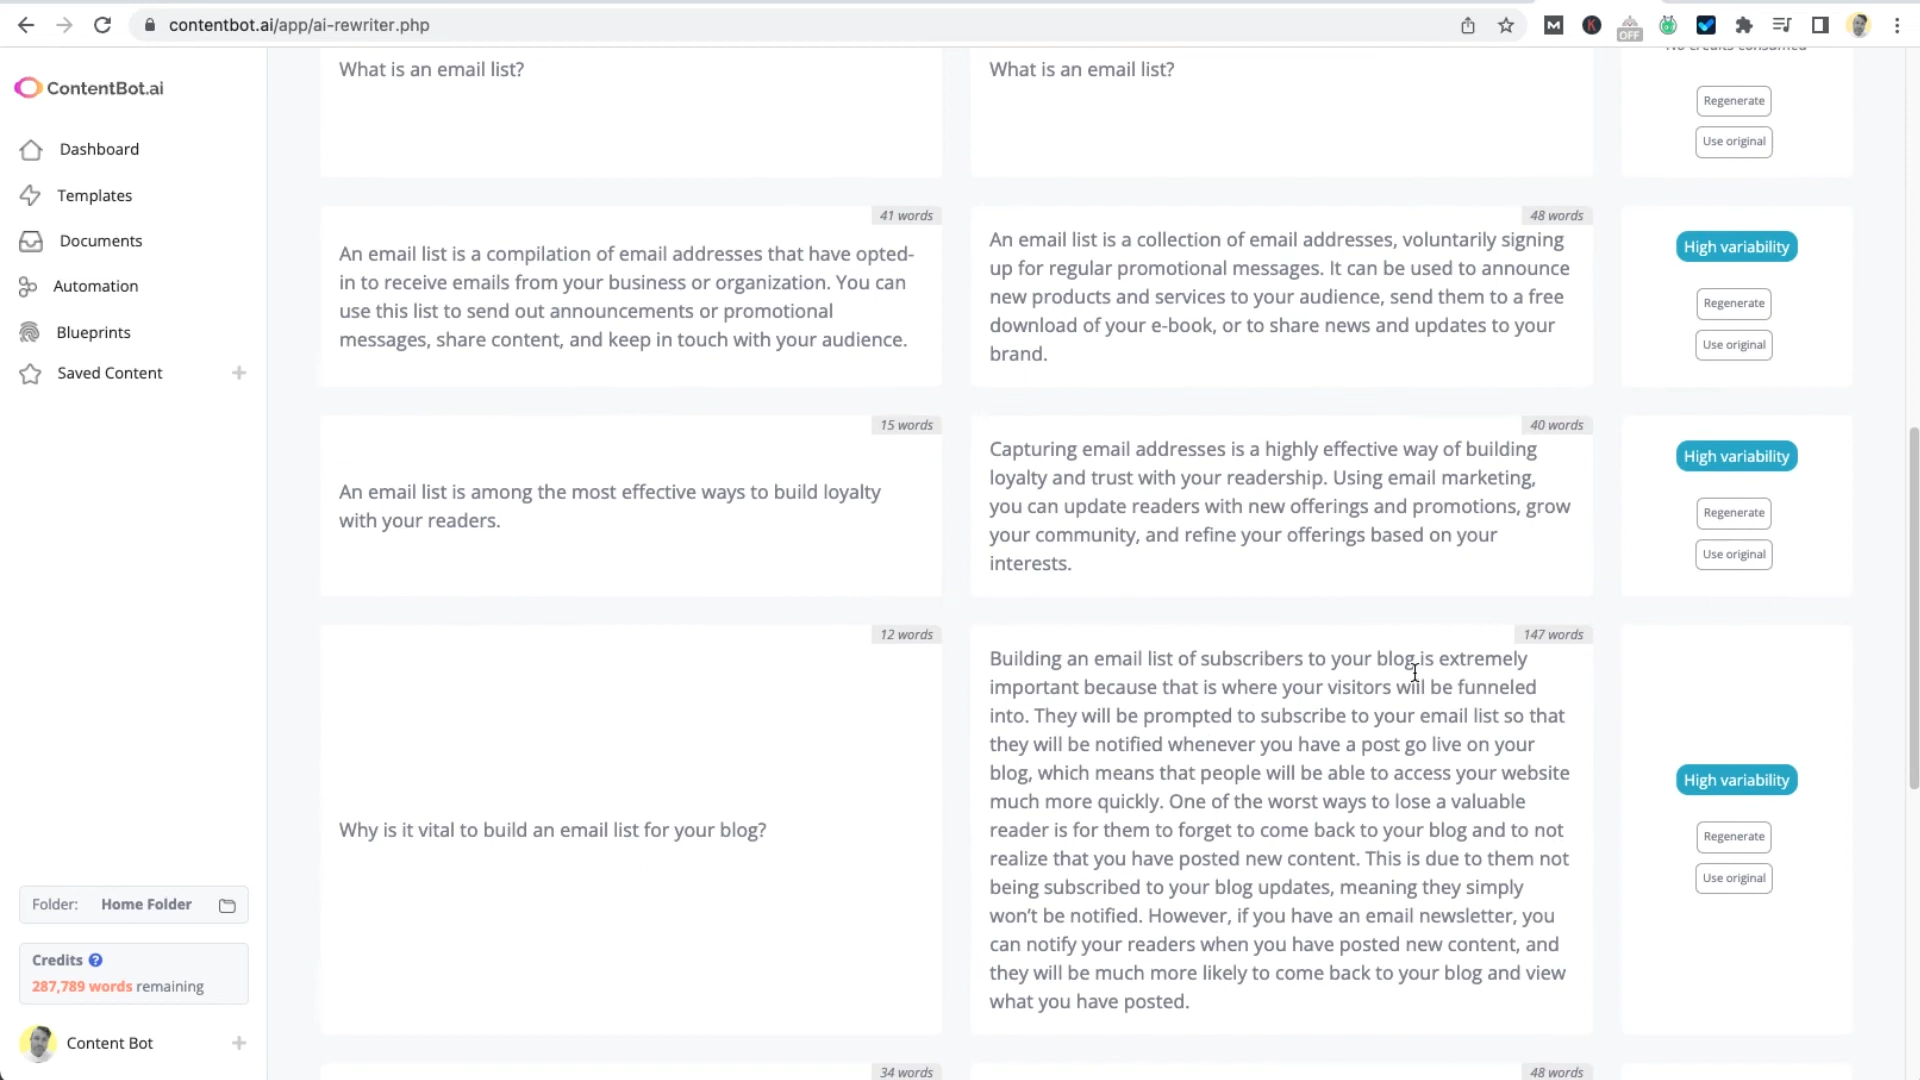 contentbot.ai/app/ai-rewriter.php
OFF
ContentBot.ai
Dashboard
Templates
Documents
Automation
Blueprints
Saved Content
Folder: Home Folder
Credits ?
287,789 words remaining
Content Bot
What is an email list?
What is an email list?
No credits consumed
Regenerate
Use original
41 words
An email list is a compilation of email addresses that have opted-
in to receive emails from your business or organization. You can
use this list to send out announcements or promotional
messages, share content, and keep in touch with your audience.
48 words
An email list is a collection of email addresses, voluntarily signing
up for regular promotional messages. It can be used to announce
new products and services to your audience, send them to a free
download of your e-book, or to share news and updates to your
brand.
High variability
Regenerate
Use original
15 words
An email list is among the most effective ways to build loyalty
with your readers.
40 words
Capturing email addresses is a highly effective way of building
loyalty and trust with your readership. Using email marketing,
you can update readers with new offerings and promotions, grow
your community, and refine your offerings based on your
interests.
High variability
Regenerate
Use original
12 words
Why is it vital to build an email list for your blog?
147 words
Building an email list of subscribers to your blog is extremely
important because that is where your visitors will be funneled
into. They will be prompted to subscribe to your email list so that
they will be notified whenever you have a post go live on your
blog, which means that people will be able to access your website
much more quickly. One of the worst ways to lose a valuable
reader is for them to forget to come back to your blog and to not
realize that you have posted new content. This is due to them not
being subscribed to your blog updates, meaning they simply
won't be notified. However, if you have an email newsletter, you
can notify your readers when you have posted new content, and
they will be much more likely to come back to your blog and view
what you have posted.
High variability
Regenerate
Use original
34 words
48 words